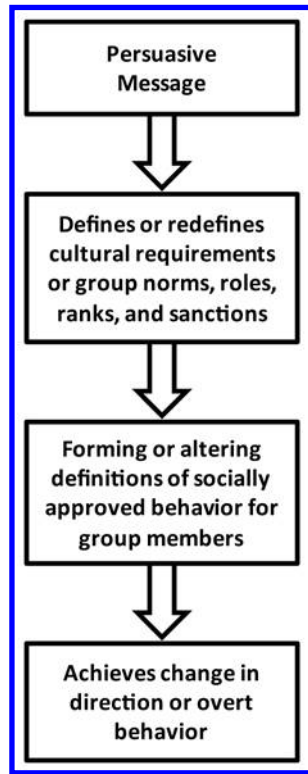 Persuasive
Message
Defines or redefines
cultural requirements
or group norms, roles,
ranks, and sanctions
Forming or altering
definitions of socially
approved behavior for
group members
Achieves change in
direction or overt
behavior